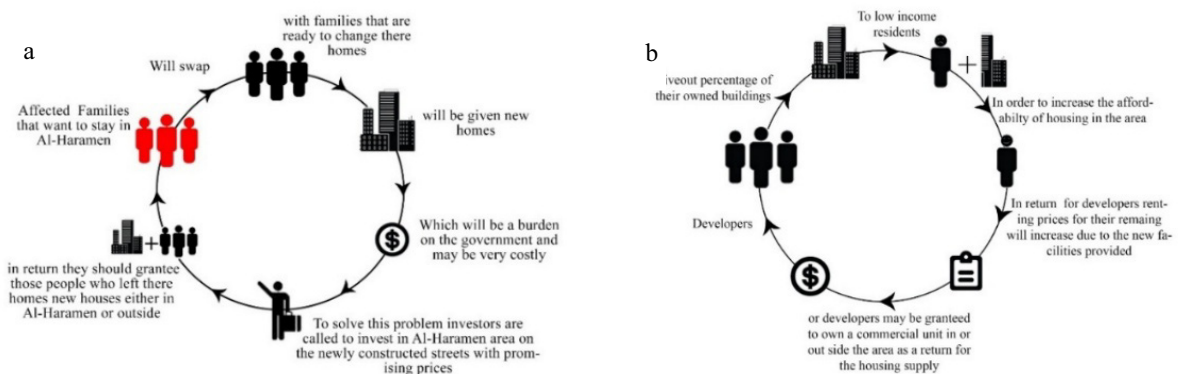 a
with families that are
ready to change there
homes
Will swap
Affected Families
that want to stay in
Al-Haramen
will be given new
homes
Which will be a burden
on the government and
may be very costly
in return they should grantee
those people who left there
homes new houses either in
Al-Haramen or outside
To solve this problem investors are
called to invest in Al-Haramen area on
the newly constructed streets with prom-
ising prices
b
To low income
residents
iveout percentage of
their owned buildings
In order to increase the afford-
abilty of housing in the area
Developers
In return for developers rent-
ing prices for their remaing
will increase due to the new fa-
cilities provided
or developers may be granteed
to own a commercial unit in or
out side the area as a return for
the housing supply